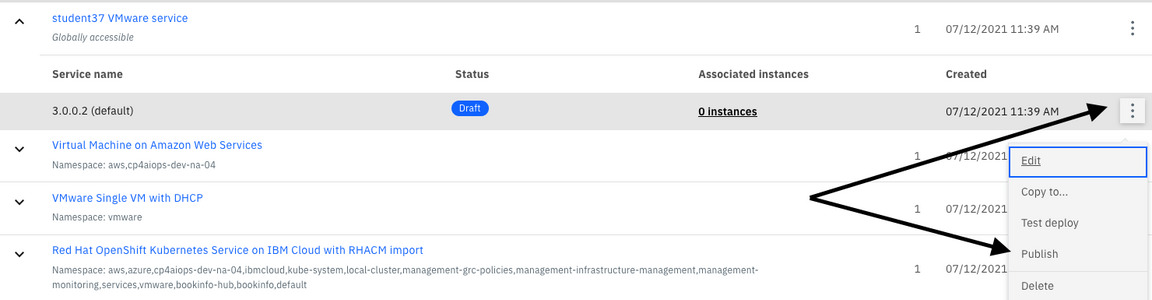 student37 VMware service
1
07/12/2021 11:39 AM
Globally accessible
Service name
Status
Associated instances
Created
3.0.0.2 (default)
Draft
0 instances
07/12/2021 11:39 AM
Virtual Machine on Amazon Web Services
1
07/12/2021
Namespace: aws,cp4aiops-dev-na-04
VMware Single VM with DHCP
1
07/12/2021
Namespace: vmware
Red Hat OpenShift Kubernetes Service on IBM Cloud with RHACM import
1
07/12/2021
Namespace: aws,azure,cp4aiops-dev-na-04,ibmcloud,kube-system,local-cluster,management-grc-policies,management-infrastructure-management,management-
monitoring,services,vmware,bookinfo-hub,bookinfo,default
Edit
Copy to...
Test deploy
Publish
Delete